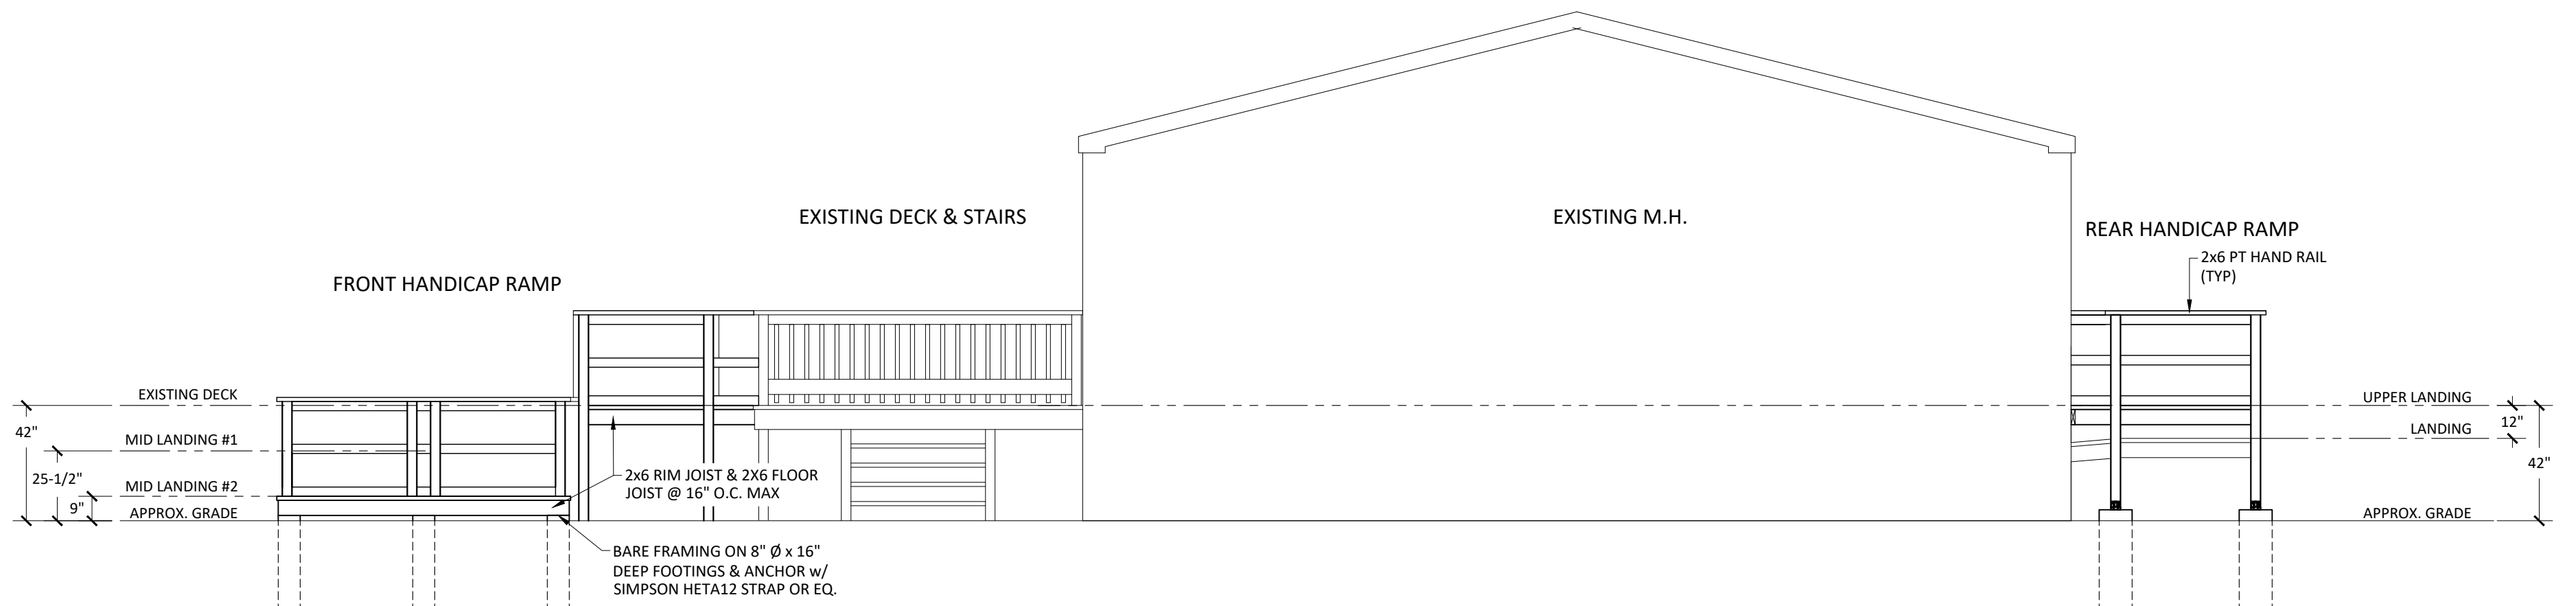 EXISTING DECK & STAIRS
EXISTING M.H.
REAR HANDICAP RAMP
2x6 PT HAND RAIL
(TYP)
FRONT HANDICAP RAMP
EXISTING DECK
MID LANDING #1
MID LANDING #2
APPROX. GRADE
42"
25-1/2"
9"
2x6 RIM JOIST & 2X6 FLOOR
JOIST @ 16" O.C. MAX
BARE FRAMING ON 8" Ø x 16"
DEEP FOOTINGS & ANCHOR w/
SIMPSON HETA12 STRAP OR EQ.
UPPER LANDING
LANDING
APPROX. GRADE
12"
42"